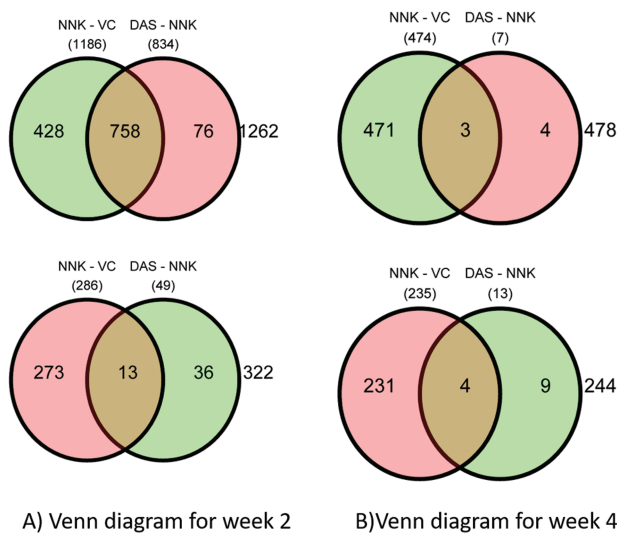 NNK - VC DAS - NNK
(1186) (834)
428 758 76 1262
NNK - VC DAS - NNK
(286) (49)
273 13 36 322
A) Venn diagram for week 2
NNK - VC DAS - NNK
(474) (7)
471 3 4 478
NNK - VC DAS - NNK
(235) (13)
231 4 9 244
B)Venn diagram for week 4